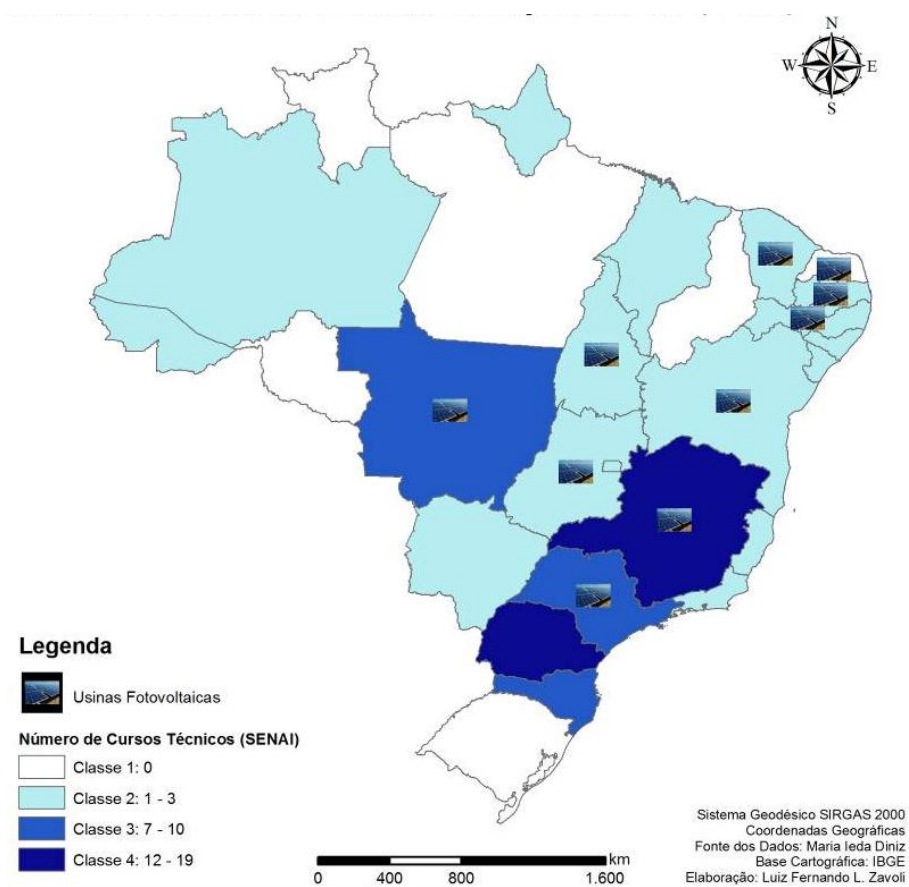 N
W E
S
Legenda
Usinas Fotovoltaicas
Número de Cursos Técnicos (SENAI)
Classe 1: 0
Classe 2: 1 - 3
Classe 3: 7 - 10
Classe 4: 12 - 19
km
0 400 800 1.600
Sistema Geodésico SIRGAS 2000
Coordenadas Geográficas
Fonte dos Dados: Maria Ieda Diniz
Base Cartográfica: IBGE
Elaboração: Luiz Fernando L. Zavoli